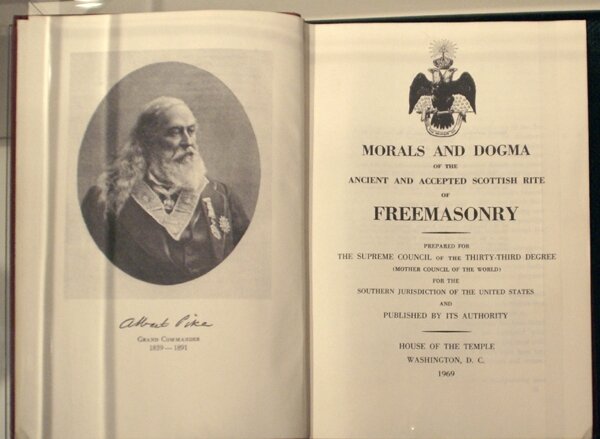 Albert Pike
GRAND COMMANDER
1859 — 1891
MORALS AND DOGMA
OF THE
ANCIENT AND ACCEPTED SCOTTISH RITE
OF
FREEMASONRY
PREPARED FOR
THE SUPREME COUNCIL OF THE THIRTY-THIRD DEGREE
(MOTHER COUNCIL OF THE WORLD)
FOR THE
SOUTHERN JURISDICTION OF THE UNITED STATES
AND
PUBLISHED BY ITS AUTHORITY
HOUSE OF THE TEMPLE
WASHINGTON, D. C.
1969